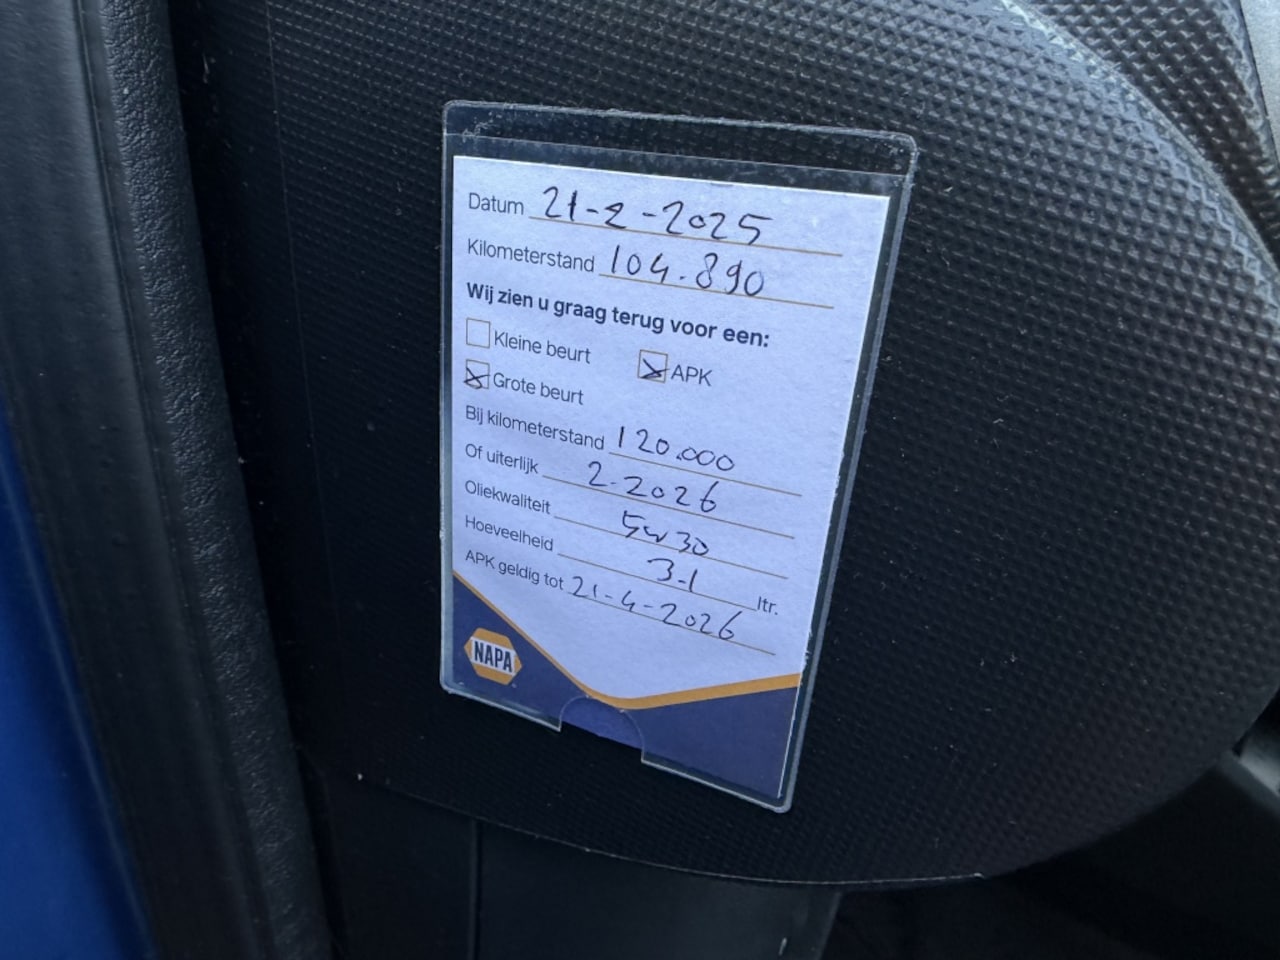 Datum 21-2-2025
Kilometerstand 104.890
Wij zien u graag terug voor een:
Kleine beurt APK
Grote beurt
Bij kilometerstand 120.000
Of uiterlijk 2-2026
Oliekwaliteit 5w30
Hoeveelheid 3.1 ltr.
APK geldig tot 21-4-2026
NAPA